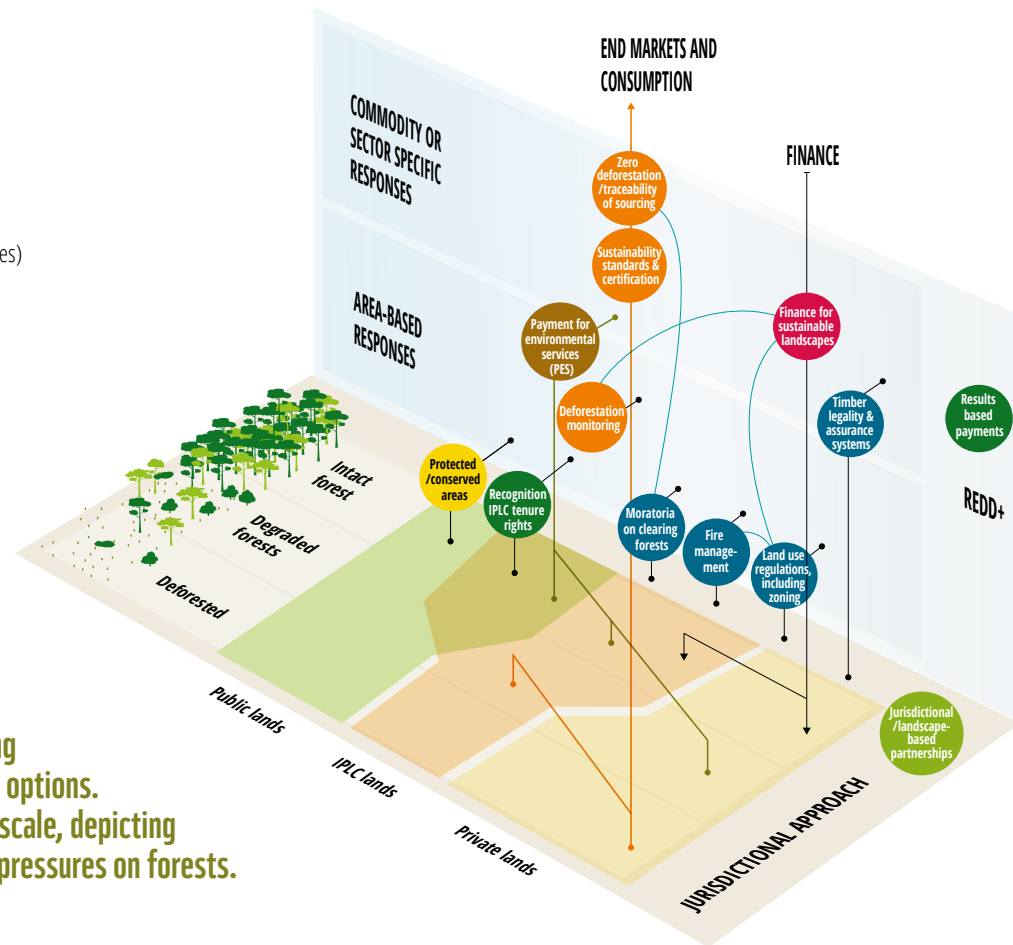 END MARKETS AND
CONSUMPTION
COMMODITY OR
SECTOR SPECIFIC
RESPONSES
FINANCE
Zero
deforestation
/traceability
of sourcing
es)
Sustainability
standards &
certification
AREA-BASED
RESPONSES
Payment for
environmental
services
(PES)
Finance for
sustainable
landscapes
Deforestation
monitoring
Timber
legality &
assurance
systems
Results
based
payments
Intact
forest
Protected
/conserved
areas
Recognition
IPLC tenure
rights
REDD+
Degraded
forests
Moratoria
on clearing
forests
Fire
manage-
ment
Land use
regulations,
including
zoning
Deforested
Public lands
IPLC lands
Private lands
Jurisdictional
/landscape-
based
partnerships
JURISDICTIONAL APPROACH
options.
scale, depicting
pressures on forests.